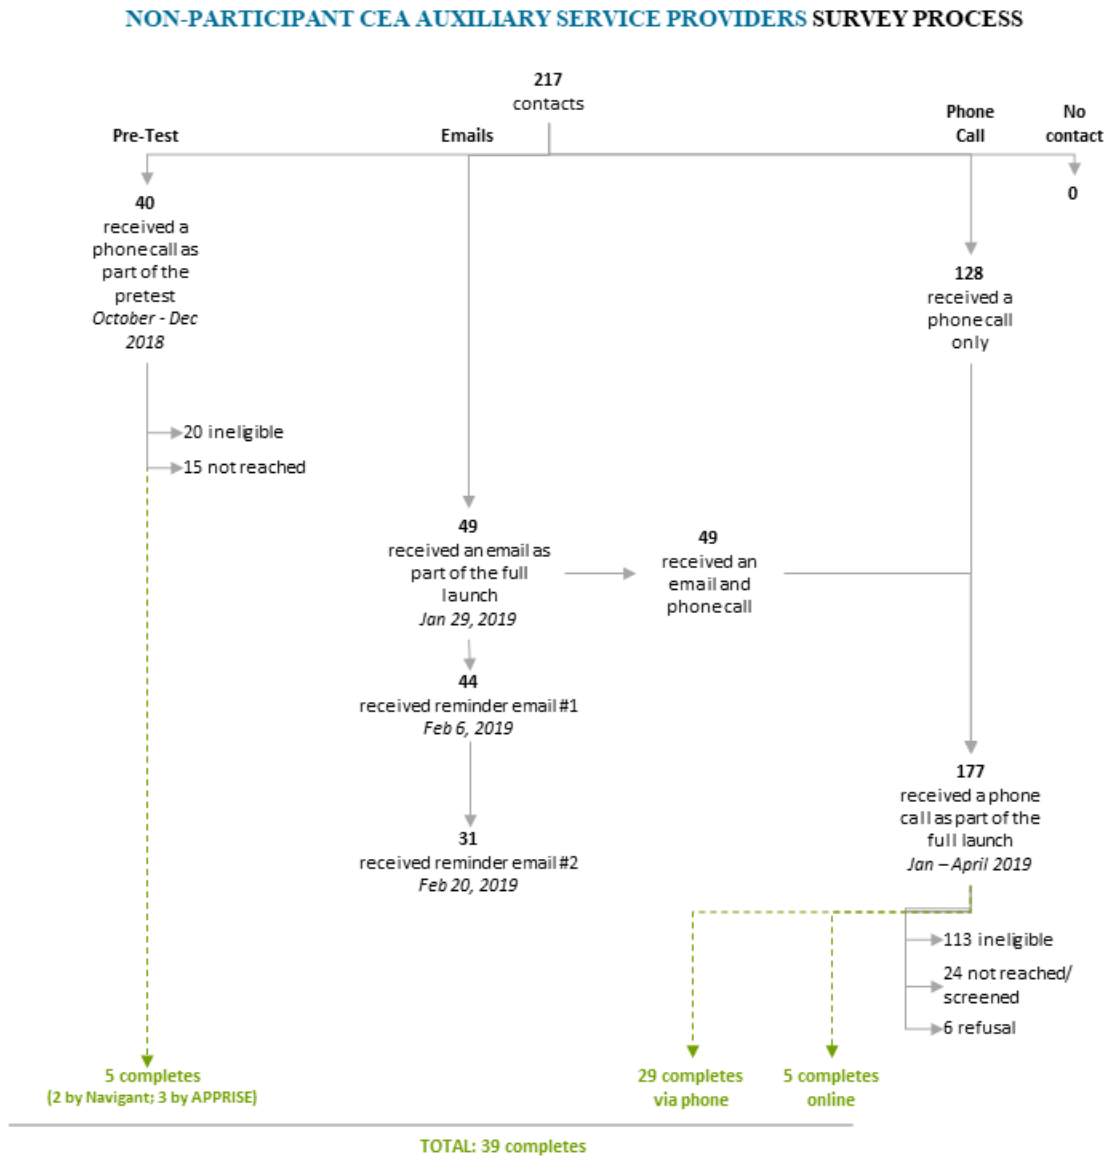 NON-PARTICIPANT CEA AUXILIARY SERVICE PROVIDERS SURVEY PROCESS
217
contacts
Pre-Test
Emails
Phone
Call
No
contact
40
received a
phone call as
part of the
pretest
October - Dec
2018
0
128
received a
phone call
only
20 ineligible
15 not reached
49
received an email as
part of the full
launch
Jan 29, 2019
49
received an
email and
phone call
44
received reminder email #1
Feb 6, 2019
31
received reminder email #2
Feb 20, 2019
177
received a phone
call as part of the
full launch
Jan – April 2019
113 ineligible
24 not reached/
screened
6 refusal
5 completes
(2 by Navigant; 3 by APPRISE)
29 completes
via phone
5 completes
online
TOTAL: 39 completes